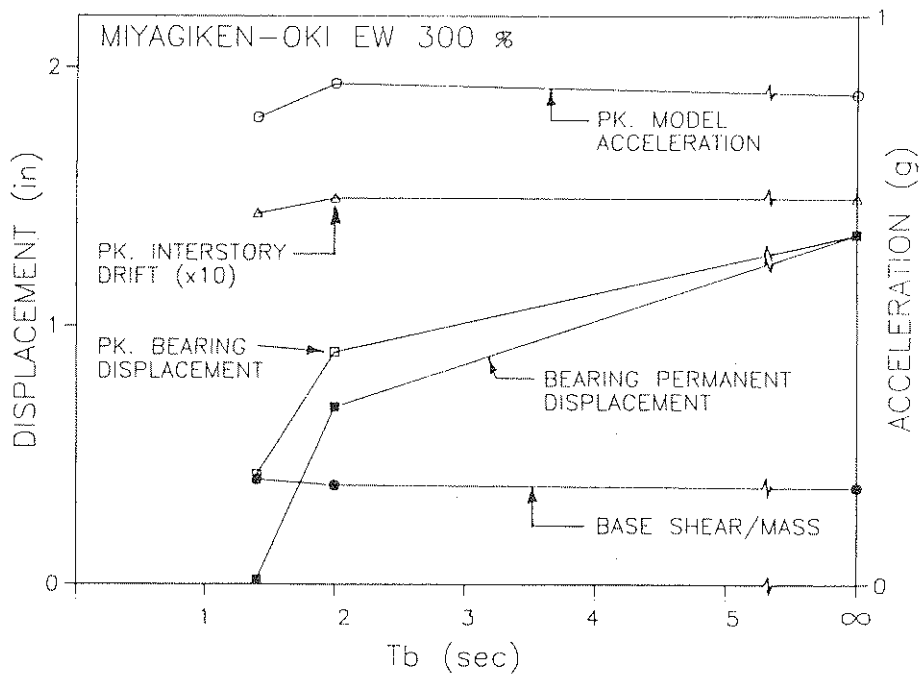 MIYAGIKEN-OKI EW 300 %
1
2
PK. MODEL
ACCELERATION
PK. INTERSTORY
DRIFT (x10)
DISPLACEMENT (in)
ACCELERATION (g)
1
PK. BEARING
DISPLACEMENT
BEARING PERMANENT
DISPLACEMENT
BASE SHEAR/MASS
0
0
1 2 3 4 5 ∞
Tb (sec)